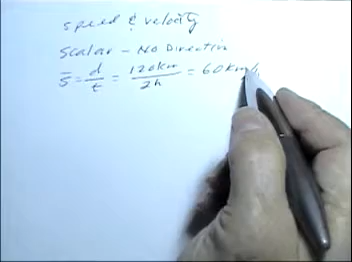 speed & velocity
Scalar - No Direction
s̅ = d/t = 120km/2h = 60km/